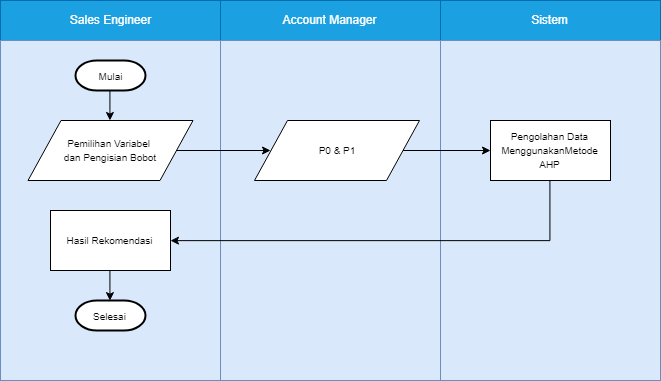 Sales Engineer
Account Manager
Sistem
Mulai
Pemilihan Variabel
dan Pengisian Bobot
P0 & P1
Pengolahan Data
MenggunakanMetode
AHP
Hasil Rekomendasi
Selesai